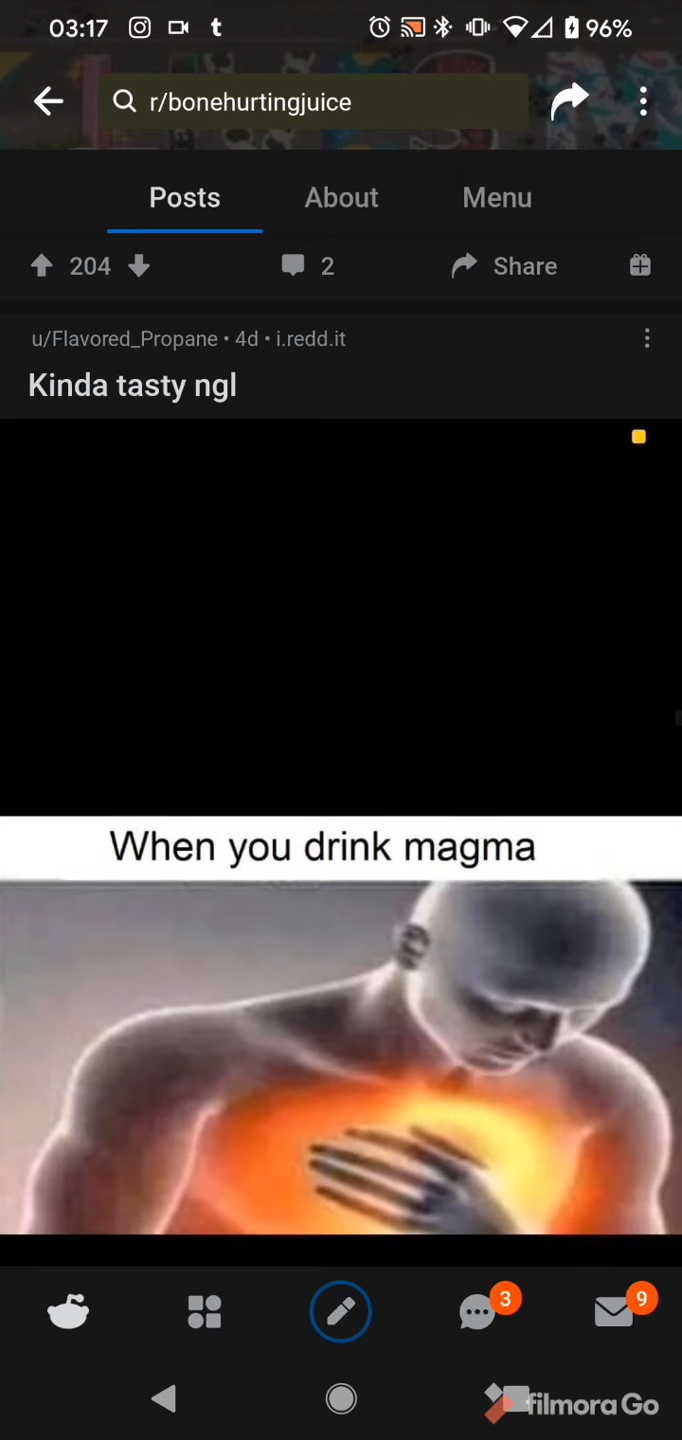 03:17 t 96%
r/bonehurtingjuice
Posts About Menu
204 2 Share
u/Flavored_Propane • 4d • i.redd.it
Kinda tasty ngl
When you drink magma
3 9
filmora Go